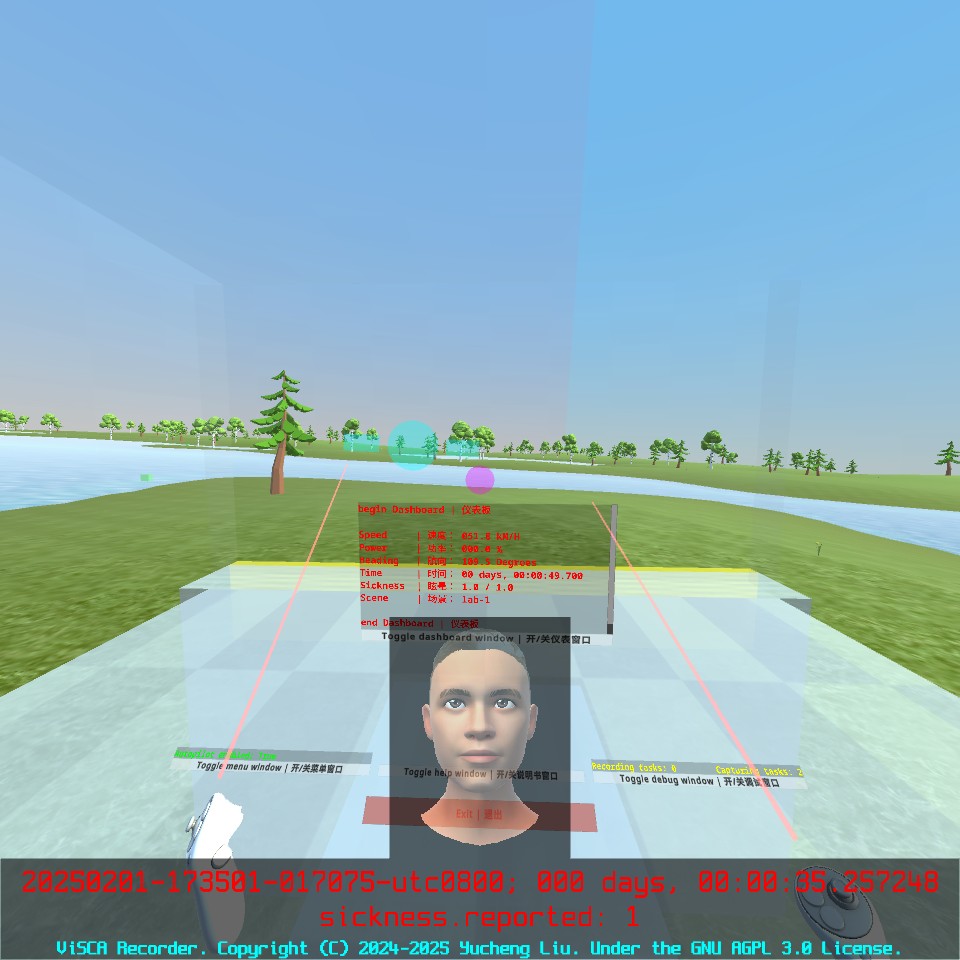 begin Dashboard | 仪表板
Speed | 速度: 051.8 kM/H
Power | 功率: 000.0 %
Heading | 航向: 109.5 Degrees
Time | 时间: 00 days, 00:00:49.700
Sickness | 眩晕: 1.0 / 1.0
Scene | 场景: lab-1
end Dashboard | 仪表板
Toggle dashboard window | 开/关仪表窗口
Toggle menu window | 开/关菜单窗口
Toggle help window | 开/关说明书窗口
Recording tasks: 0 Capturing tasks: 2
Toggle debug window | 开/关调试窗口
Exit | 退出
20250201-173501-017075-utc0800; 000 days, 00:00:35.257248
sickness.reported: 1
ViSCA Recorder. Copyright (C) 2024-2025 Yucheng Liu. Under the GNU AGPL 3.0 License.